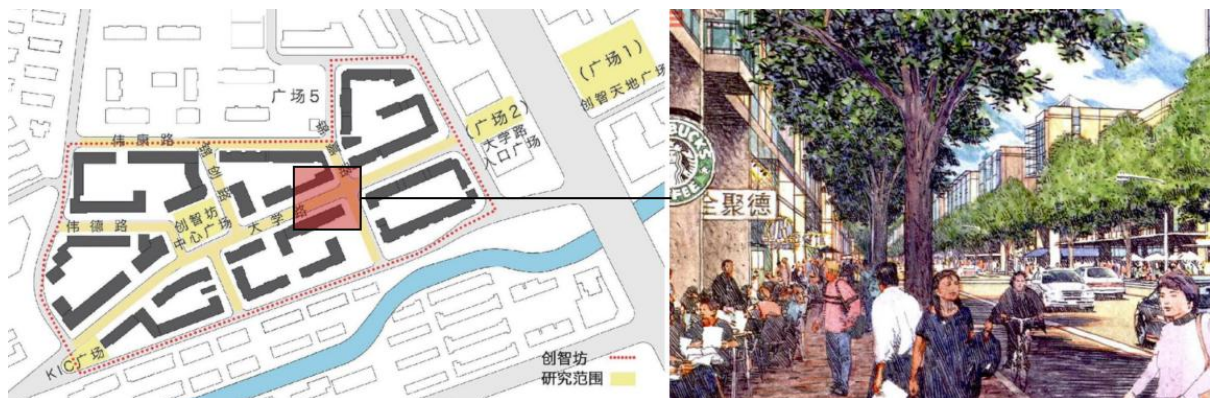 (广场1)
创智天地广场
广场5
(广场2)
大学路
入口广场
伟康路
创智坊
中心广场
伟德路
大学路
KIC广场
创智坊
研究范围
BUCKS
全聚德